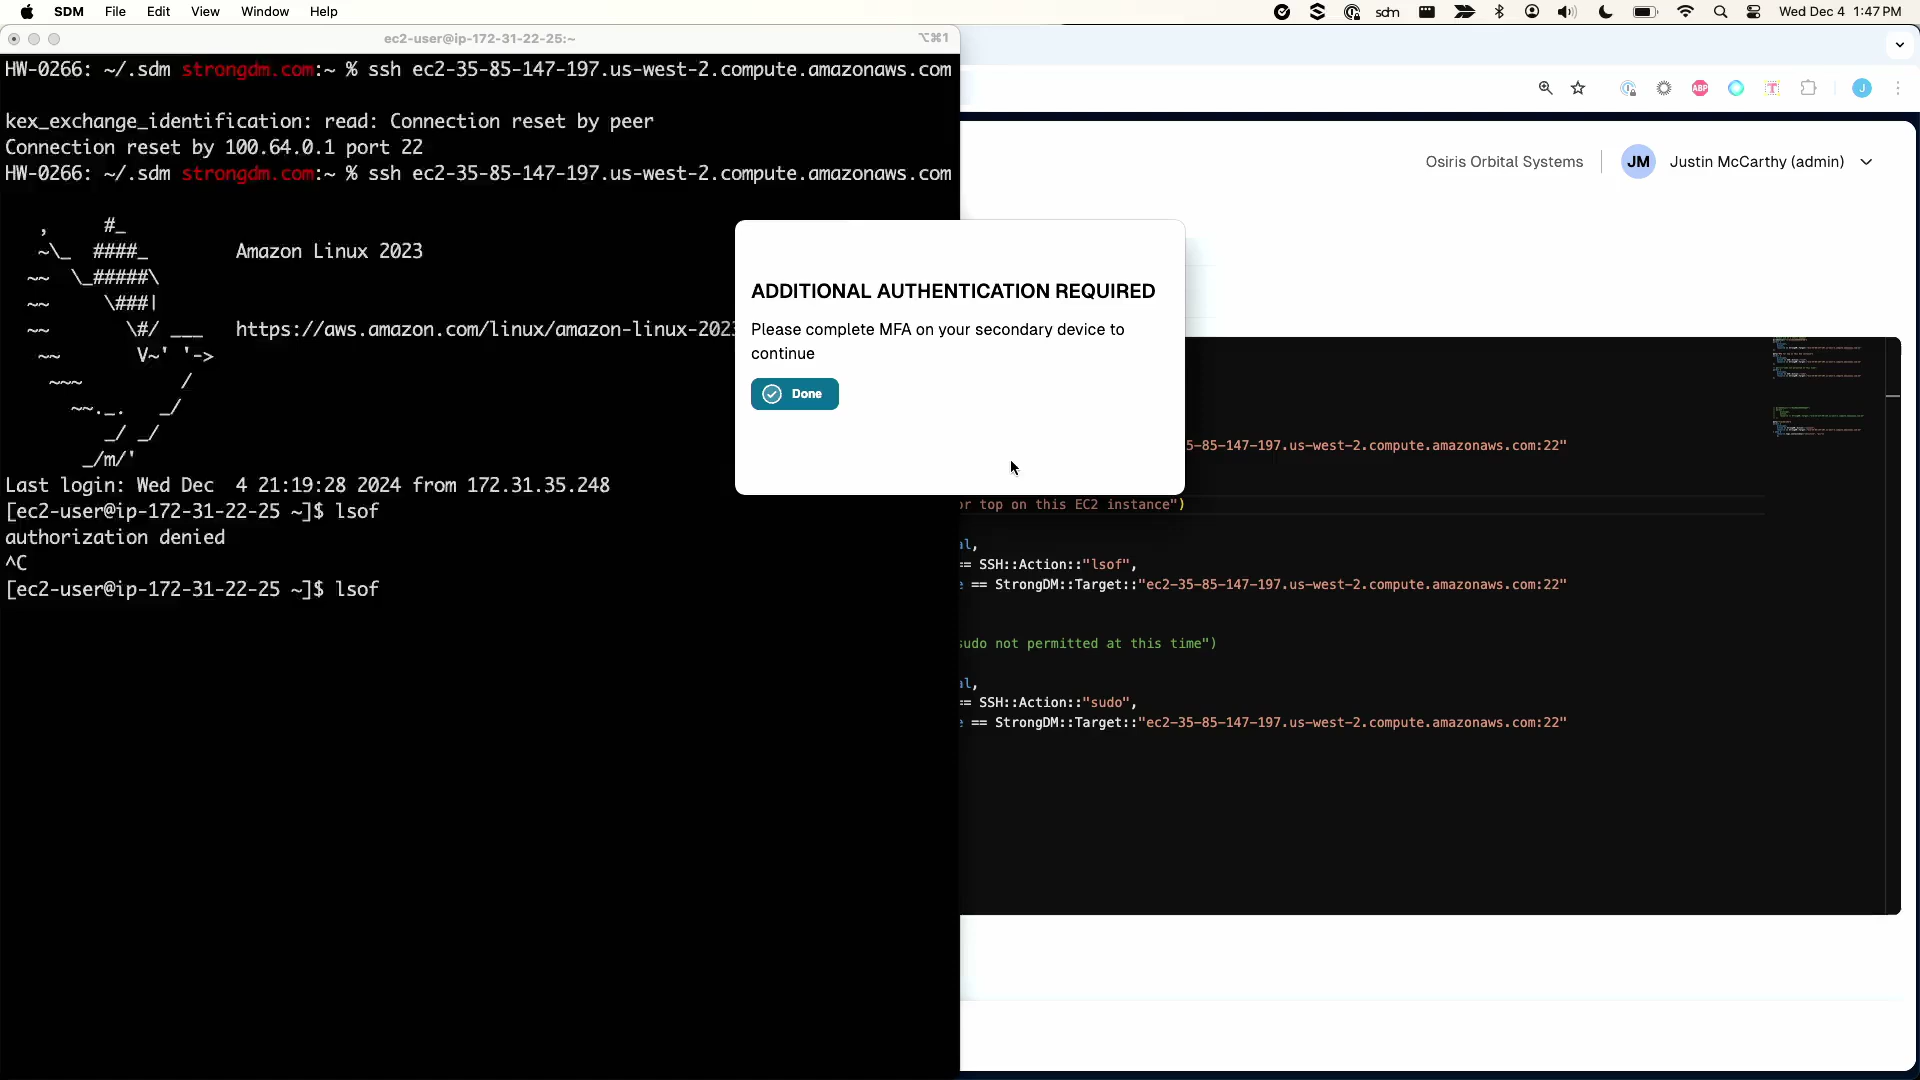 SDM File Edit View Window Help
sdm Wed Dec 4 1:47 PM
ec2-user@ip-172-31-22-25:~ ⌥⌘1
HW-0266: ~/.sdm strongdm.com:~ % ssh ec2-35-85-147-197.us-west-2.compute.amazonaws.com
kex_exchange_identification: read: Connection reset by peer
Connection reset by 100.64.0.1 port 22
HW-0266: ~/.sdm strongdm.com:~ % ssh ec2-35-85-147-197.us-west-2.compute.amazonaws.com
   ,     #_
   ~\_  ####_        Amazon Linux 2023
  ~~  \_#####\
  ~~     \###|
  ~~       \#/ ___   https://aws.amazon.com/linux/amazon-linux-2023
   ~~       V~' '->
    ~~~         /
      ~~._.   _/
         _/ _/
       _/m/'
Last login: Wed Dec  4 21:19:28 2024 from 172.31.35.248
[ec2-user@ip-172-31-22-25 ~]$ lsof
authorization denied
^C
[ec2-user@ip-172-31-22-25 ~]$ lsof
ABP
T
J
Osiris Orbital Systems
JM Justin McCarthy (admin)
ADDITIONAL AUTHENTICATION REQUIRED
Please complete MFA on your secondary device to
continue
Done
5-85-147-197.us-west-2.compute.amazonaws.com:22"
or top on this EC2 instance")
al,
== SSH::Action::"lsof",
e == StrongDM::Target::"ec2-35-85-147-197.us-west-2.compute.amazonaws.com:22"
sudo not permitted at this time")
al,
== SSH::Action::"sudo",
e == StrongDM::Target::"ec2-35-85-147-197.us-west-2.compute.amazonaws.com:22"